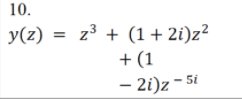 10.
y(z) = z³ + (1 + 2i)z²
+ (1
− 2i)z⁻⁵ⁱ